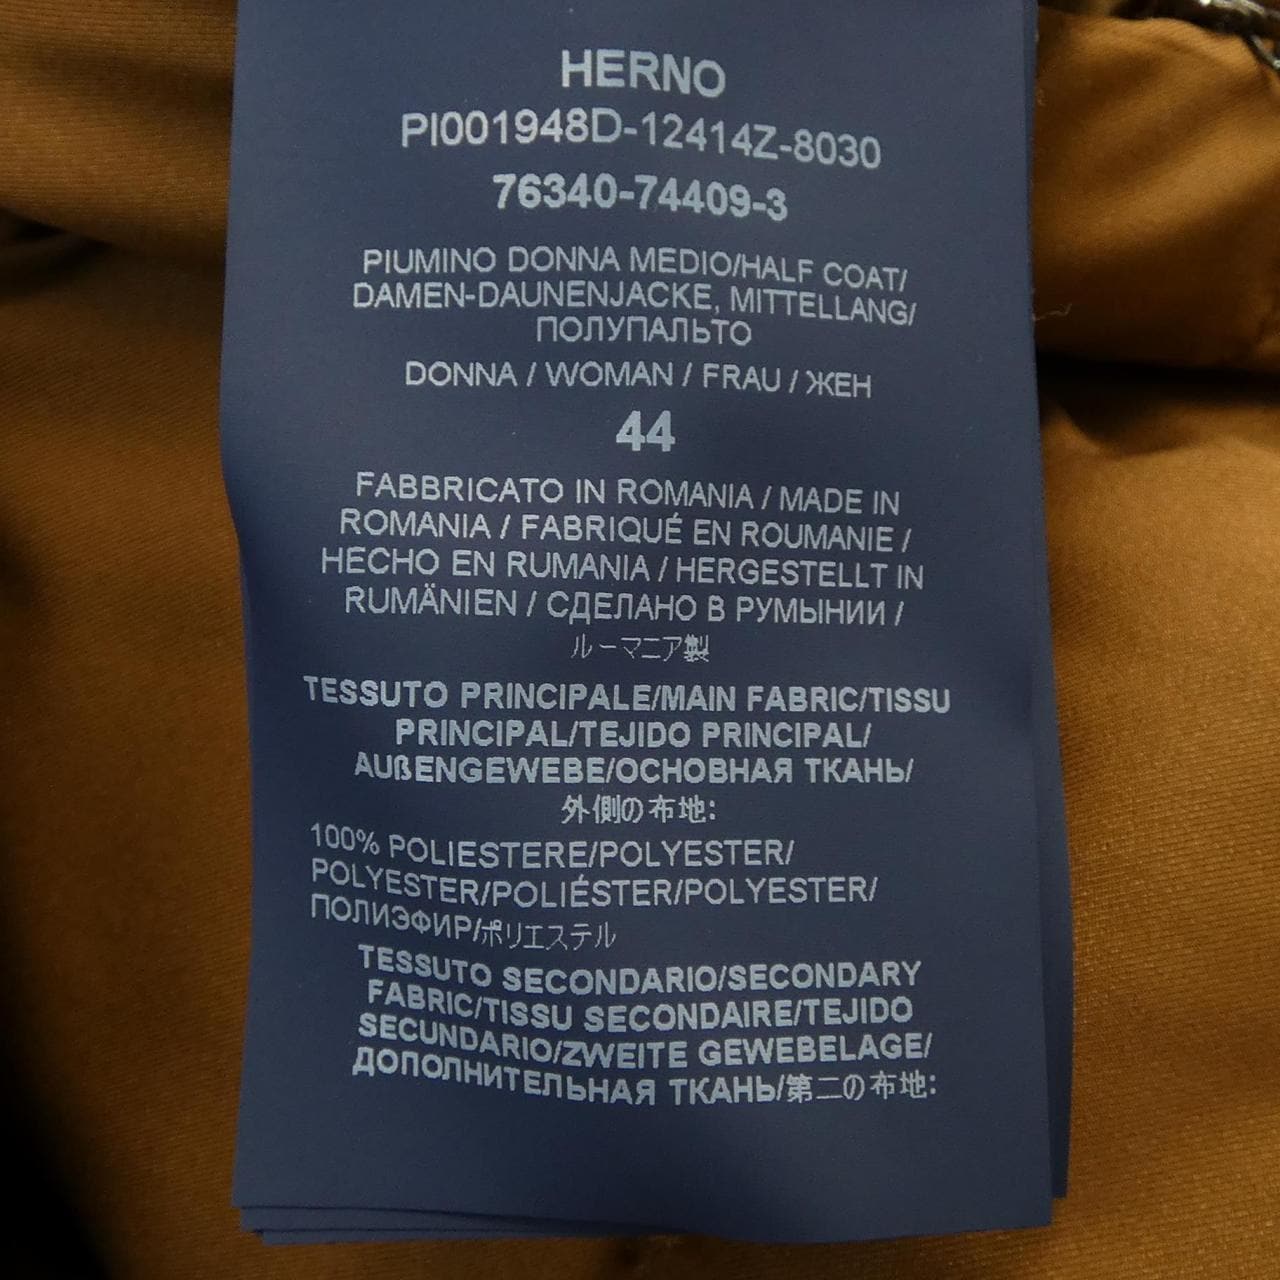 HERNO
PI001948D-12414Z-8030
76340-74409-3
PIUMINO DONNA MEDIO/HALF COAT/
DAMEN-DAUNENJACKE, MITTELLANG/
ПОЛУПАЛЬТО
DONNA / WOMAN / FRAU / ЖЕН
44
FABBRICATO IN ROMANIA / MADE IN
ROMANIA / FABRIQUÉ EN ROUMANIE /
HECHO EN RUMANIA / HERGESTELLT IN
RUMÄNIEN / СДЕЛАНО В РУМЫНИИ /
ルーマニア製
TESSUTO PRINCIPALE/MAIN FABRIC/TISSU
PRINCIPAL/TEJIDO PRINCIPAL/
AUßENGEWEBE/ОСНОВНАЯ ТКАНЬ/
外側の布地:
100% POLIESTERE/POLYESTER/
POLYESTER/POLIÉSTER/POLYESTER/
ПОЛИЭФИР/ポリエステル
TESSUTO SECONDARIO/SECONDARY
FABRIC/TISSU SECONDAIRE/TEJIDO
SECUNDARIO/ZWEITE GEWEBELAGE/
ДОПОЛНИТЕЛЬНАЯ ТКАНЬ/第二の布地: